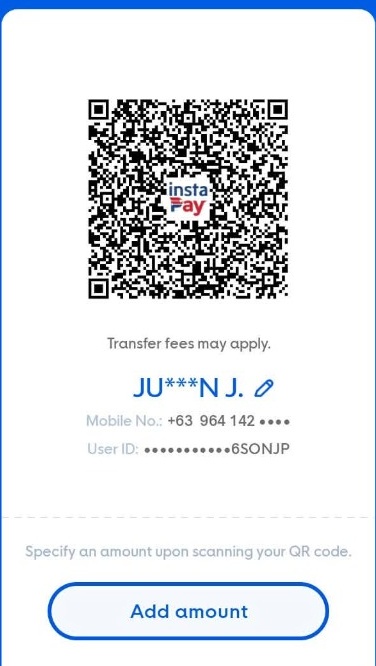 insta
Pay
Transfer fees may apply.
JU***N J.
Mobile No.: +63 964 142 ••••
User ID: •••••••••••6SONJP
Specify an amount upon scanning your QR code.
Add amount